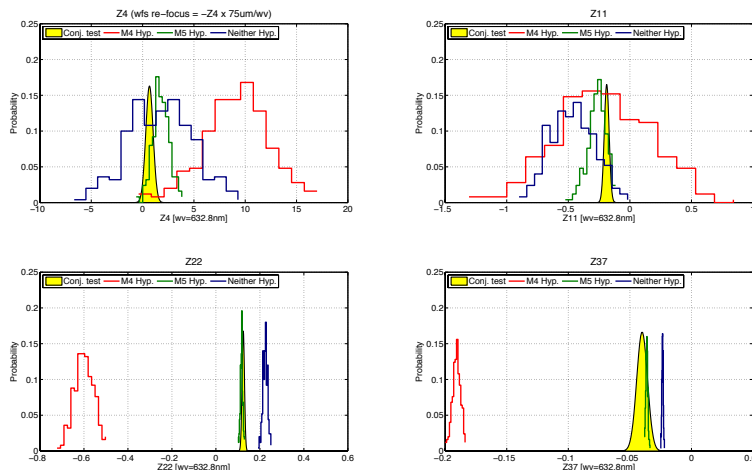 Z4 (wfs re-focus = −Z4 x 75um/wv)
Conj. test M4 Hyp. M5 Hyp. Neither Hyp.
0.25
0.2
0.15
0.1
0.05
0
Probability
−10 −5 0 5 10 15 20
Z4 [wv=632.8nm]
Z11
Conj. test M4 Hyp. M5 Hyp. Neither Hyp.
0.25
0.2
0.15
0.1
0.05
0
Probability
−1.5 −1 −0.5 0 0.5 1
Z11 [wv=632.8nm]
Z22
Conj. test M4 Hyp. M5 Hyp. Neither Hyp.
0.25
0.2
0.15
0.1
0.05
0
Probability
−0.8 −0.6 −0.4 −0.2 0 0.2 0.4 0.6
Z22 [wv=632.8nm]
Z37
Conj. test M4 Hyp. M5 Hyp. Neither Hyp.
0.25
0.2
0.15
0.1
0.05
0
Probability
−0.2 −0.15 −0.1 −0.05 0
Z37 [wv=632.8nm]